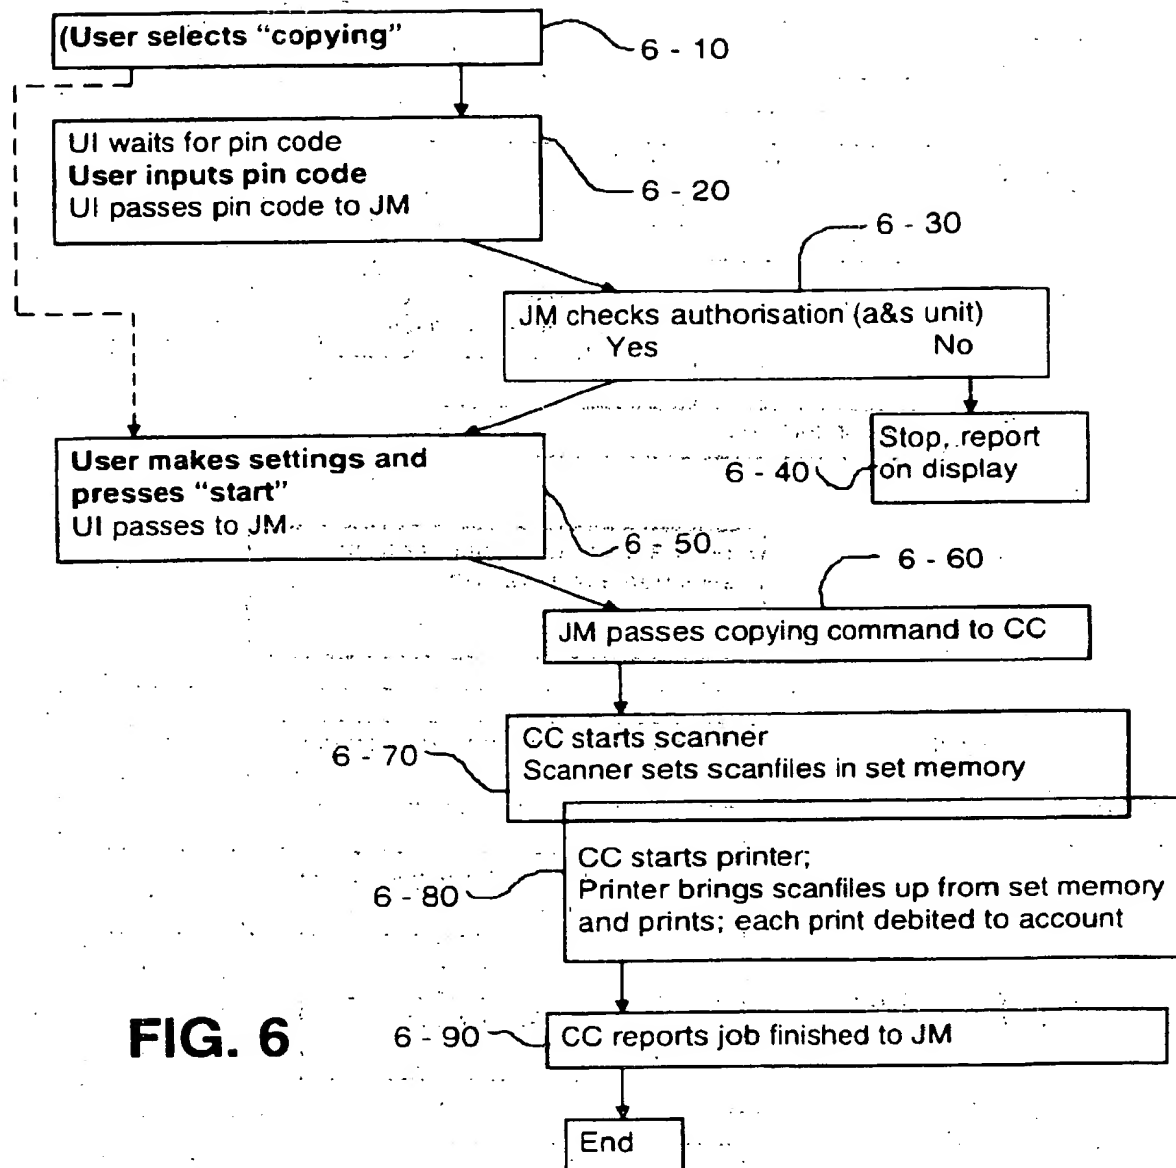 (User selects "copying"
6 - 10
UI waits for pin code
User inputs pin code
UI passes pin code to JM
6 - 20
6 - 30
JM checks authorisation (a&s unit)
Yes No
Stop, report
on display
6 - 40
User makes settings and
presses "start"
UI passes to JM
6 - 50
6 - 60
JM passes copying command to CC
CC starts scanner
Scanner sets scanfiles in set memory
6 - 70
CC starts printer;
Printer brings scanfiles up from set memory
and prints; each print debited to account
6 - 80
FIG. 6
6 - 90
CC reports job finished to JM
End